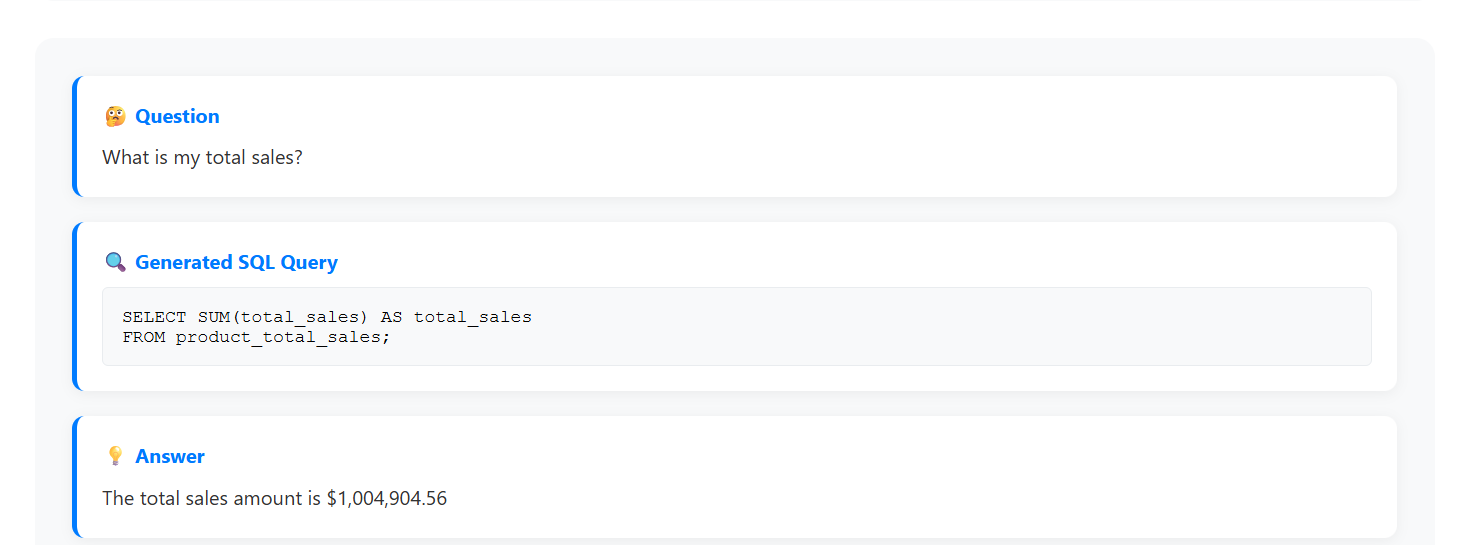 🤔 Question
What is my total sales?
🔍 Generated SQL Query
SELECT SUM(total_sales) AS total_sales
FROM product_total_sales;
💡 Answer
The total sales amount is $1,004,904.56